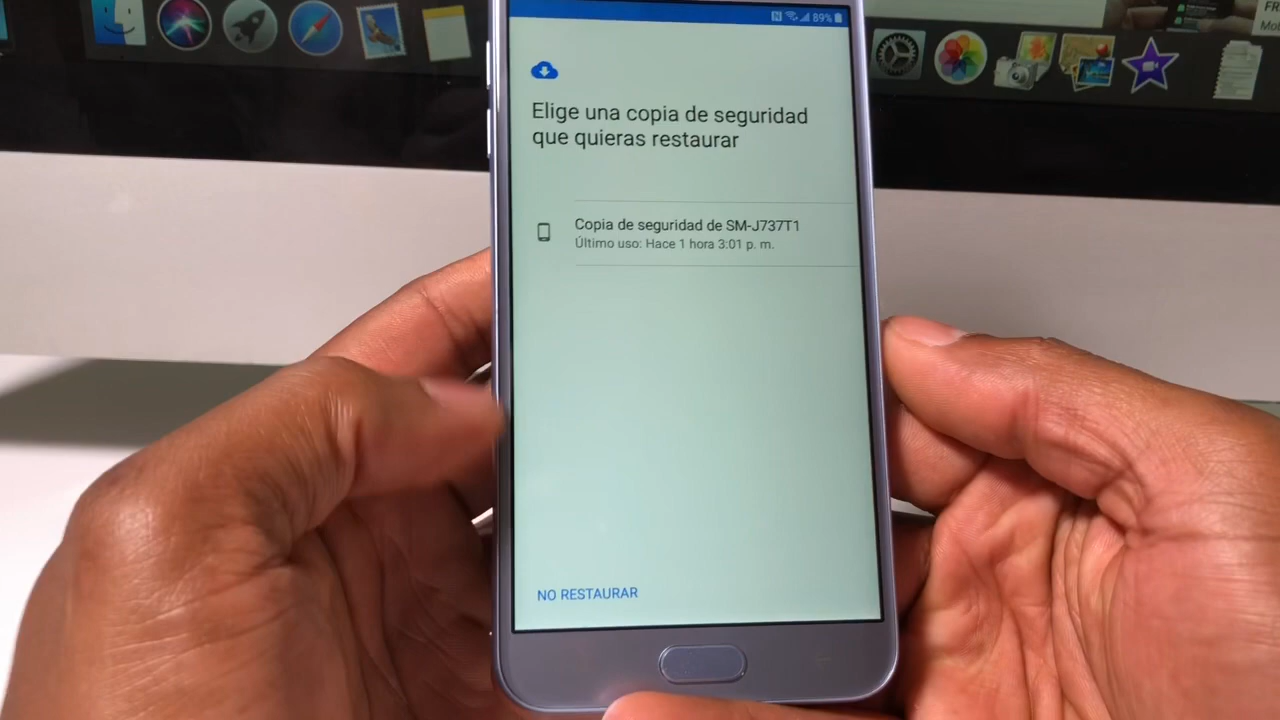 N 89%
FR
Elige una copia de seguridad
que quieras restaurar
Copia de seguridad de SM-J737T1
Último uso: Hace 1 hora 3:01 p. m.
NO RESTAURAR